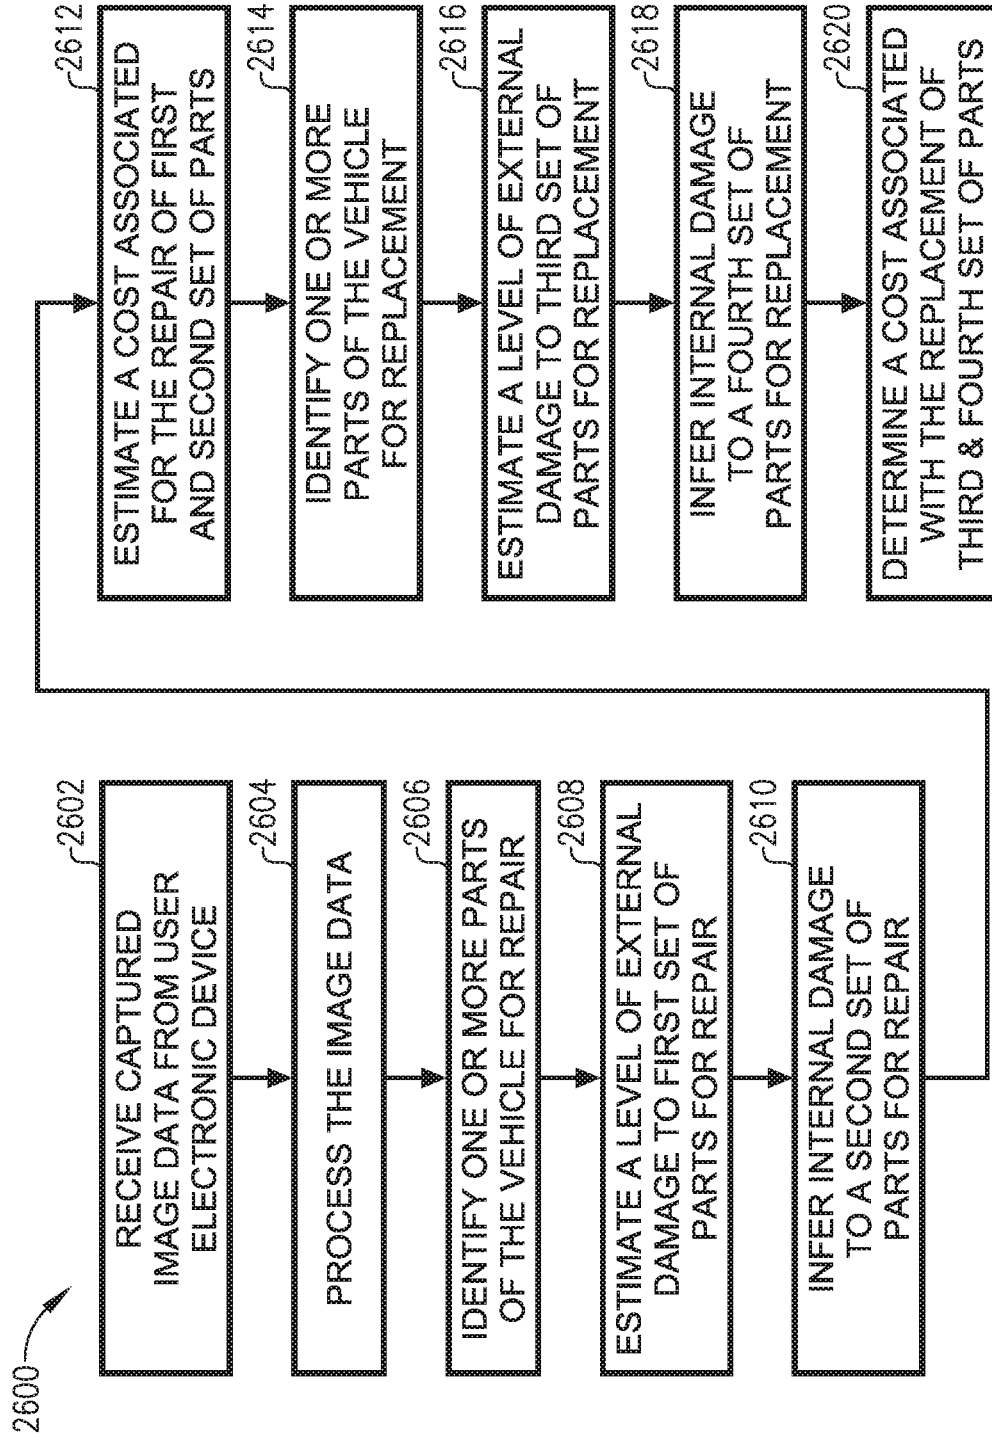 2600
2602
RECEIVE CAPTURED
IMAGE DATA FROM USER
ELECTRONIC DEVICE
2604
PROCESS THE IMAGE DATA
2606
IDENTIFY ONE OR MORE PARTS
OF THE VEHICLE FOR REPAIR
2608
ESTIMATE A LEVEL OF EXTERNAL
DAMAGE TO FIRST SET OF
PARTS FOR REPAIR
2610
INFER INTERNAL DAMAGE
TO A SECOND SET OF
PARTS FOR REPAIR
2612
ESTIMATE A COST ASSOCIATED
FOR THE REPAIR OF FIRST
AND SECOND SET OF PARTS
2614
IDENTIFY ONE OR MORE
PARTS OF THE VEHICLE
FOR REPLACEMENT
2616
ESTIMATE A LEVEL OF EXTERNAL
DAMAGE TO THIRD SET OF
PARTS FOR REPLACEMENT
2618
INFER INTERNAL DAMAGE
TO A FOURTH SET OF
PARTS FOR REPLACEMENT
2620
DETERMINE A COST ASSOCIATED
WITH THE REPLACEMENT OF
THIRD & FOURTH SET OF PARTS